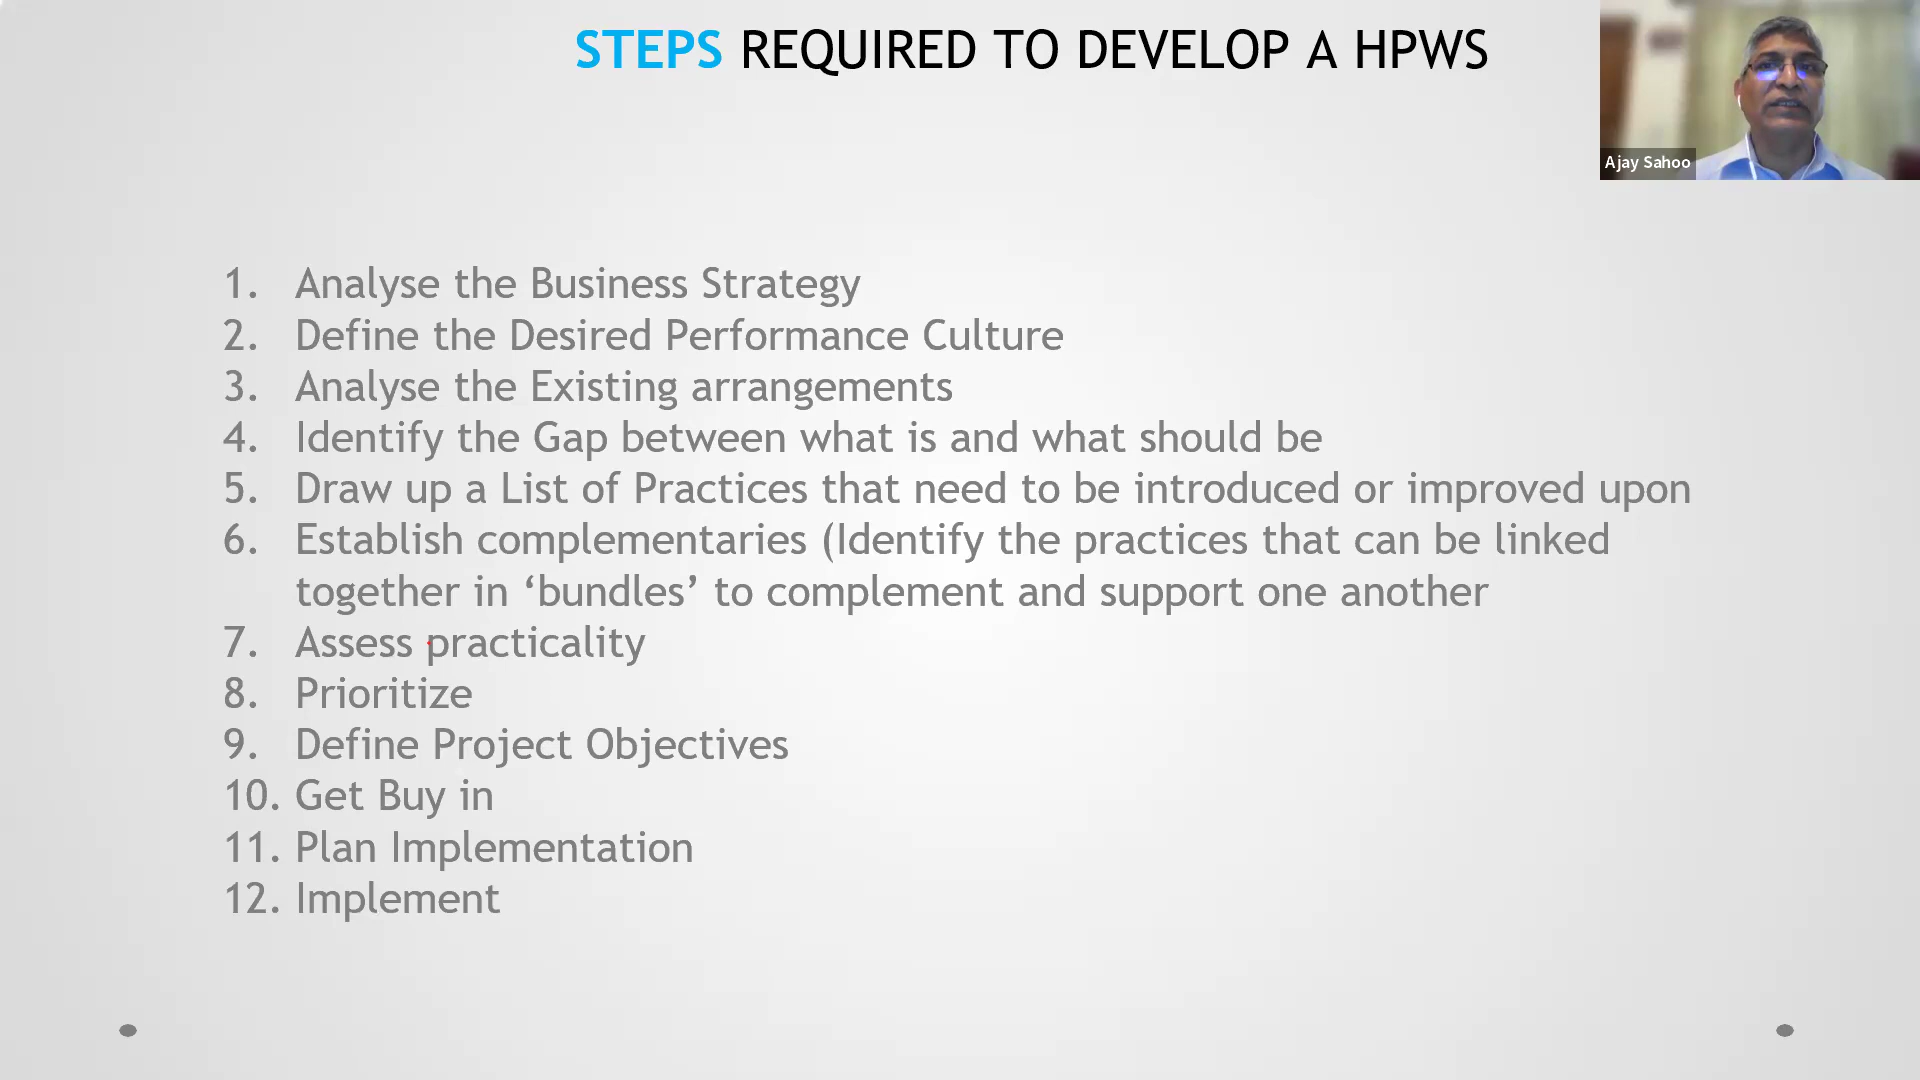 STEPS REQUIRED TO DEVELOP A HPWS
Ajay Sahoo
1. Analyse the Business Strategy
2. Define the Desired Performance Culture
3. Analyse the Existing arrangements
4. Identify the Gap between what is and what should be
5. Draw up a List of Practices that need to be introduced or improved upon
6. Establish complementaries (Identify the practices that can be linked
together in ‘bundles’ to complement and support one another
7. Assess practicality
8. Prioritize
9. Define Project Objectives
10. Get Buy in
11. Plan Implementation
12. Implement